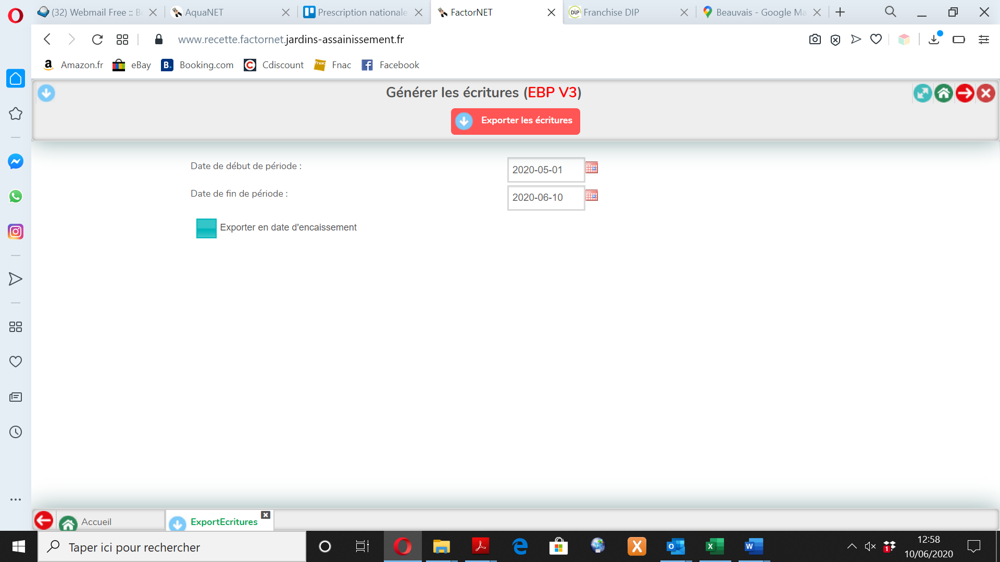 (32) Webmail Free :: Bo
AquaNET
Prescription nationale
FactorNET
Franchise DIP
Beauvais - Google Ma
www.recette.factornet.jardins-assainissement.fr
Amazon.fr
eBay
Booking.com
Cdiscount
Fnac
Facebook
Générer les écritures (EBP V3)
Exporter les écritures
Date de début de période :
2020-05-01
Date de fin de période :
2020-06-10
Exporter en date d'encaissement
Accueil
ExportEcritures
Taper ici pour rechercher
12:58
10/06/2020